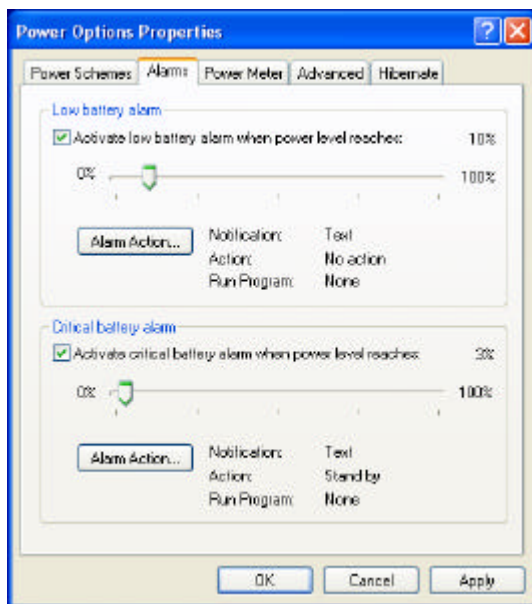 Power Options Properties
Power Schemes Alarms Power Meter Advanced Hibernate
Low battery alarm
Activate low battery alarm when power level reaches: 10%
0% 100%
Alarm Action...
Notification: Text
Action: No action
Run Program: None
Critical battery alarm
Activate critical battery alarm when power level reaches: 3%
0% 100%
Alarm Action...
Notification: Text
Action: Stand by
Run Program: None
OK Cancel Apply